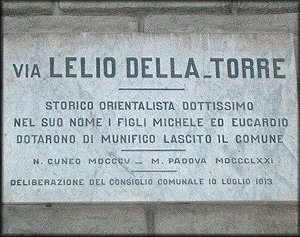 VIA LELIO DELLA-TORRE
STORICO ORIENTALISTA DOTTISSIMO
NEL SUO NOME I FIGLI MICHELE ED EUCARDIO
DOTARONO DI MUNIFICO LASCITO IL COMUNE
N. CUNEO MDCCCV - M. PADOVA MDCCCLXXI
DELIBERAZIONE DEL CONSIGLIO COMUNALE 10 LUGLIO 1913